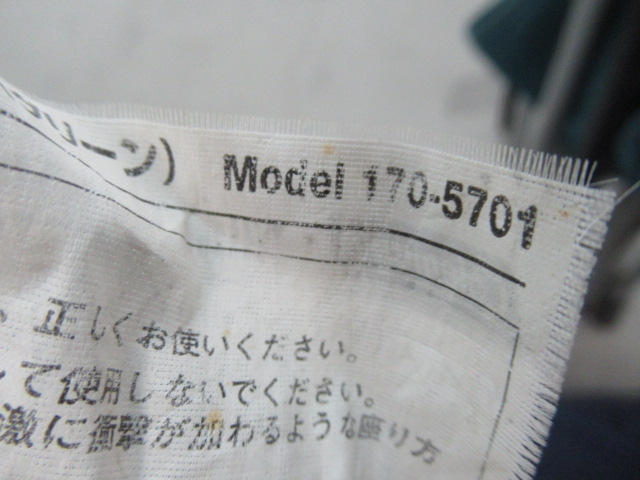 リーン) Model 170-5701
、正しくお使いください。
して使用しないでください。
激に衝撃が加わるような座り方